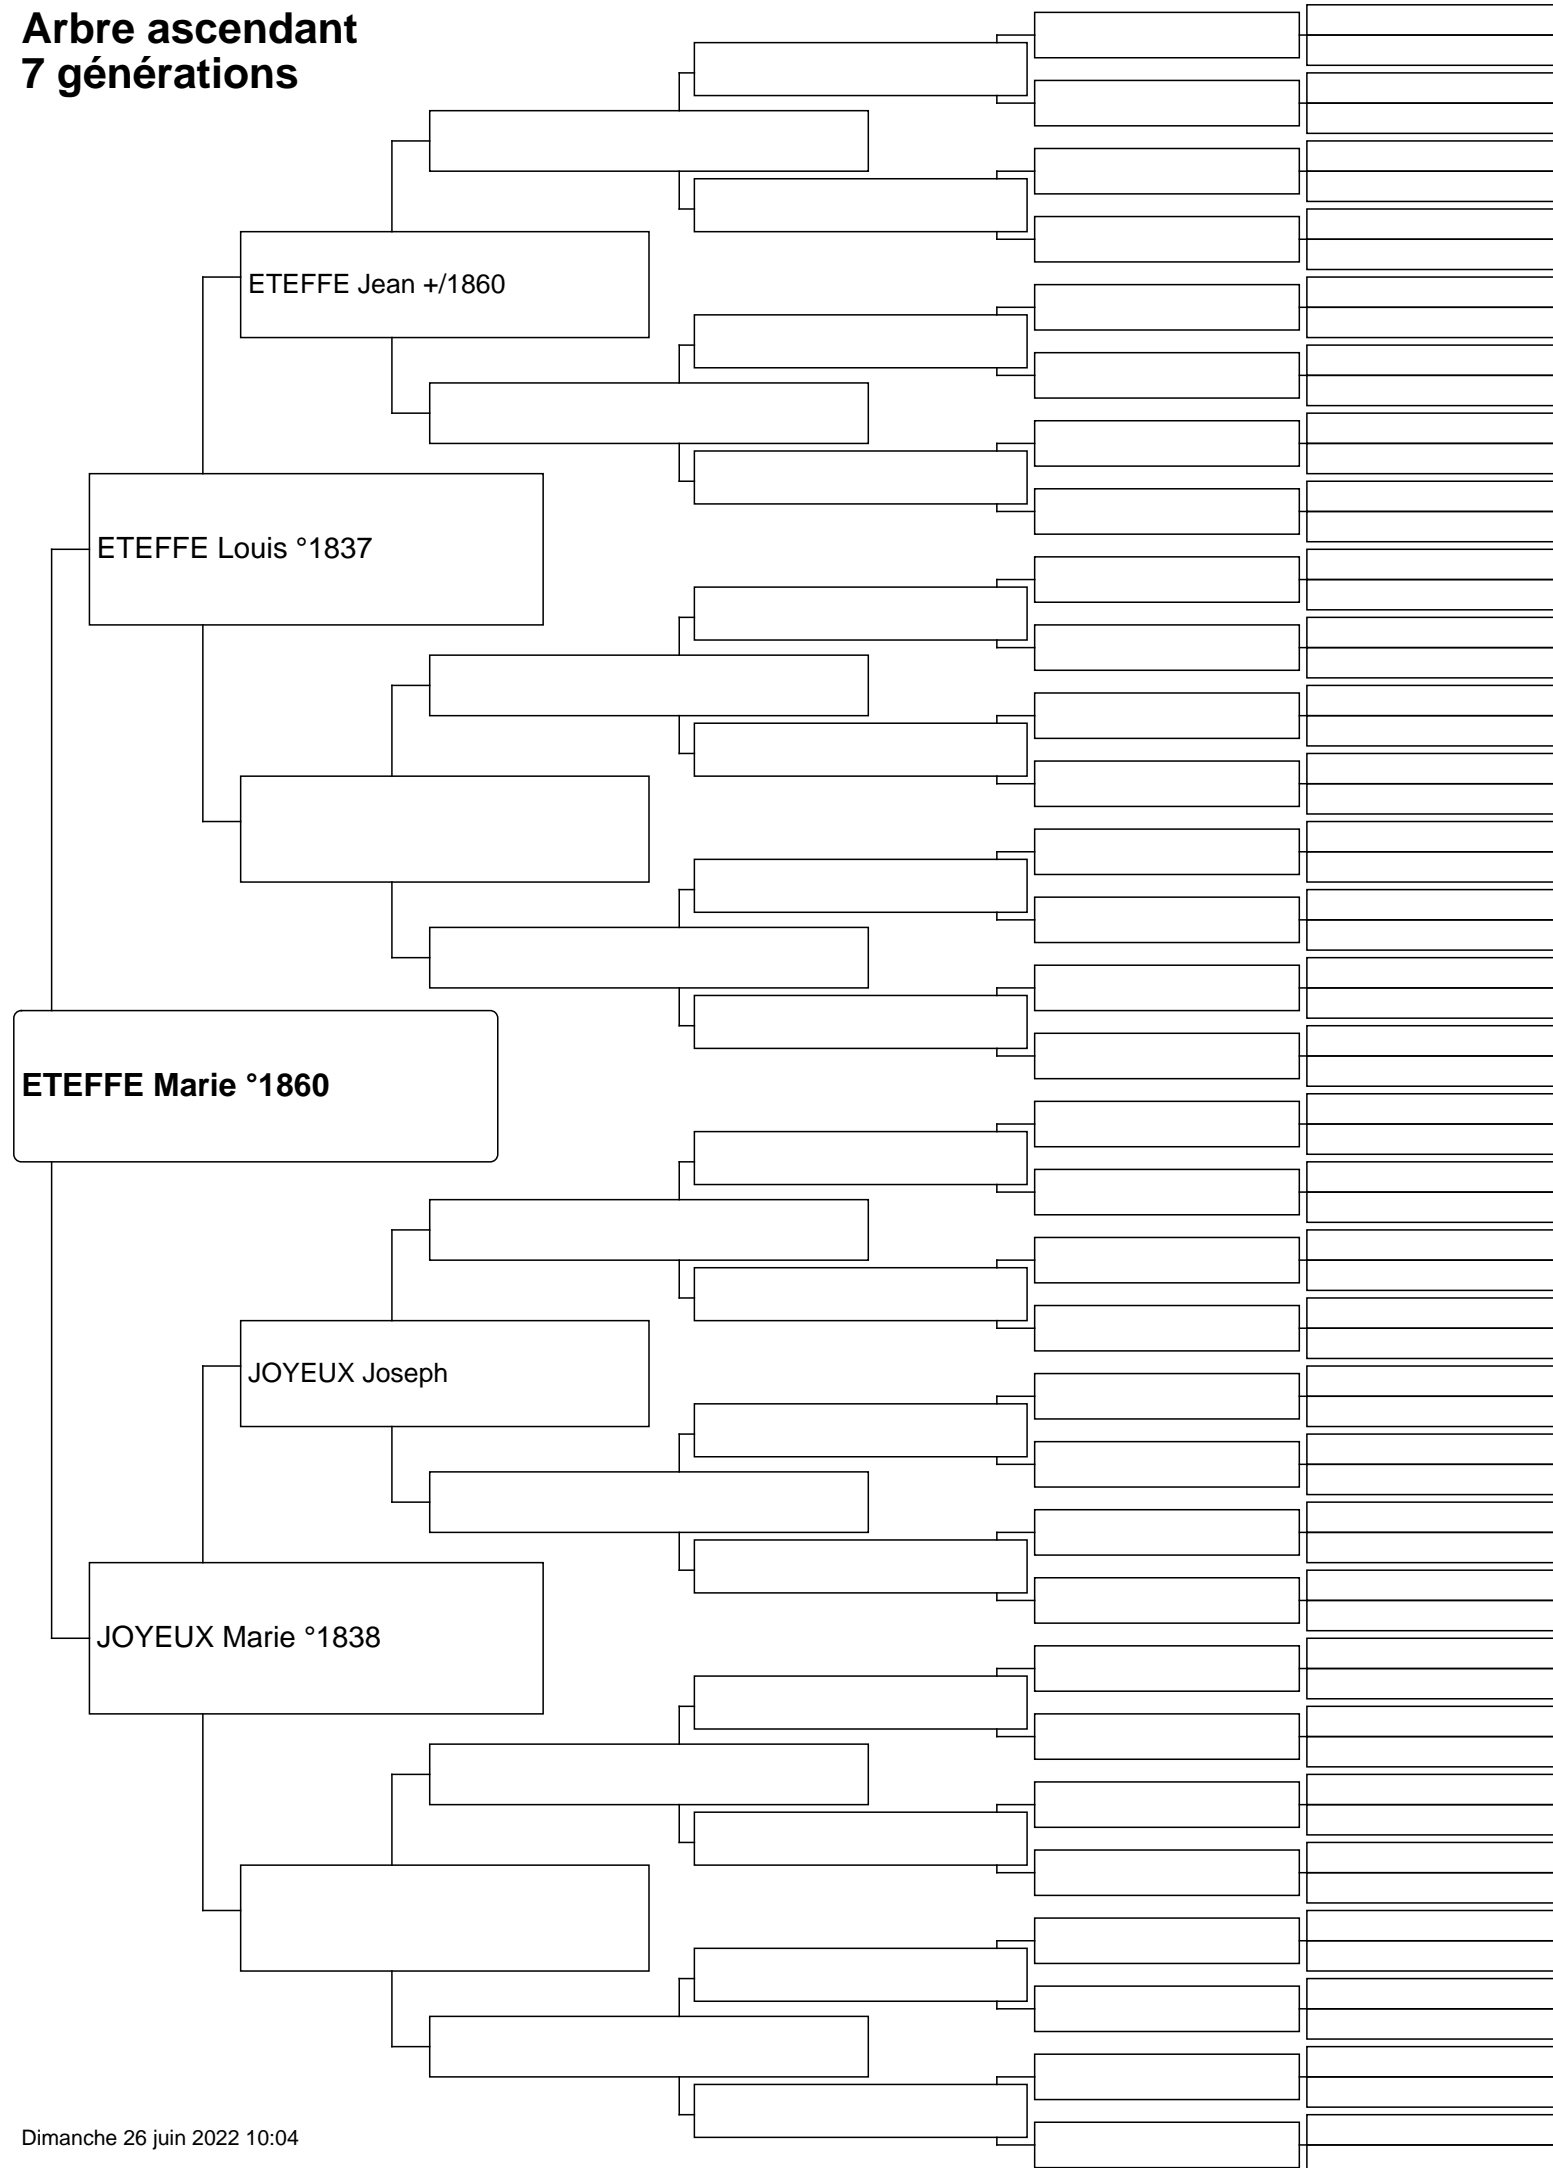 Arbre ascendant
7 générations
ETEFFE Jean +/1860
ETEFFE Louis °1837
ETEFFE Marie °1860
JOYEUX Joseph
JOYEUX Marie °1838
Dimanche 26 juin 2022 10:04